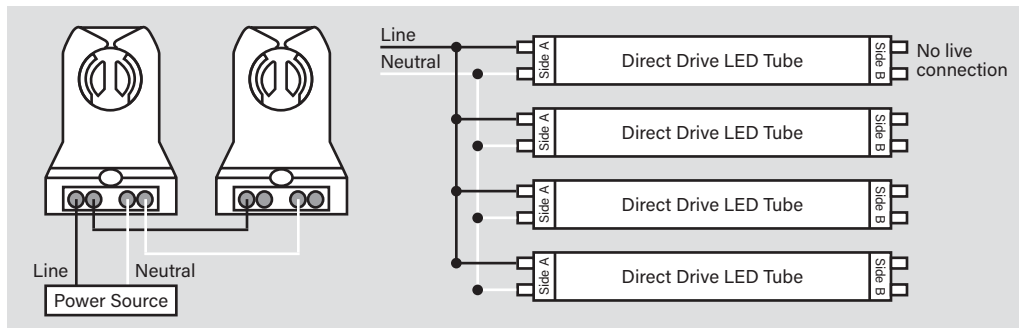 Line
Neutral
Power Source
Line
Neutral
Side A
Direct Drive LED Tube
Side B
No live
connection
Side A
Direct Drive LED Tube
Side B
Side A
Direct Drive LED Tube
Side B
Side A
Direct Drive LED Tube
Side B